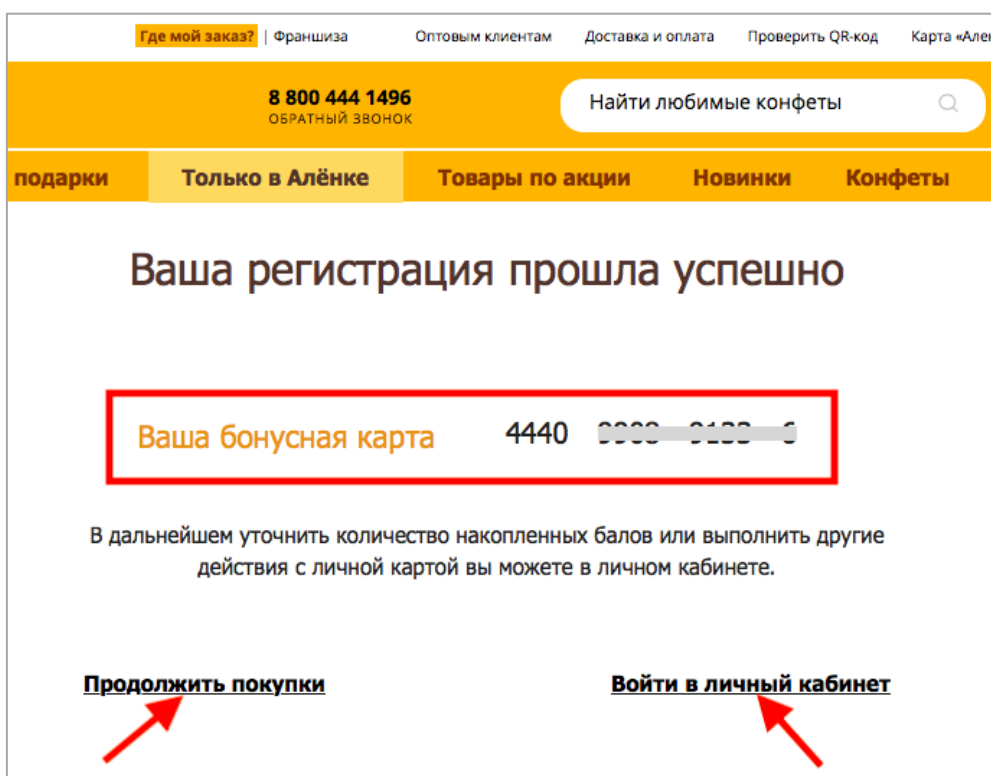 Где мой заказ? | Франшиза Оптовым клиентам Доставка и оплата Проверить QR-код Карта «Але
8 800 444 1496
ОБРАТНЫЙ ЗВОНОК
Найти любимые конфеты
подарки Только в Алёнке Товары по акции Новинки Конфеты
Ваша регистрация прошла успешно
Ваша бонусная карта 4440
В дальнейшем уточнить количество накопленных балов или выполнить другие
действия с личной картой вы можете в личном кабинете.
Продолжить покупки Войти в личный кабинет